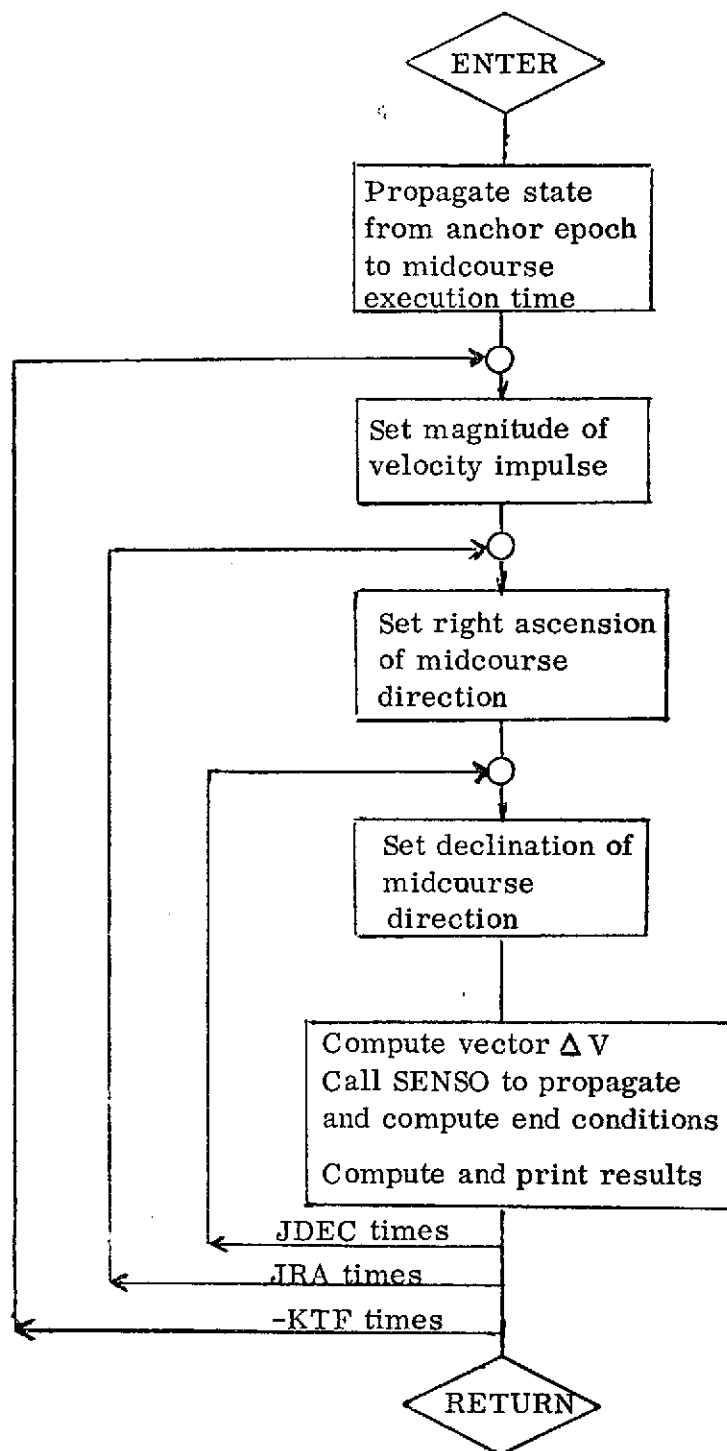 ENTER
Propagate state
from anchor epoch
to midcourse
execution time
Set magnitude of
velocity impulse
Set right ascension
of midcourse
direction
Set declination of
midcourse
direction
Compute vector Δ V
Call SENSO to propagate
and compute end conditions
Compute and print results
JDEC times
JRA times
-KTF times
RETURN